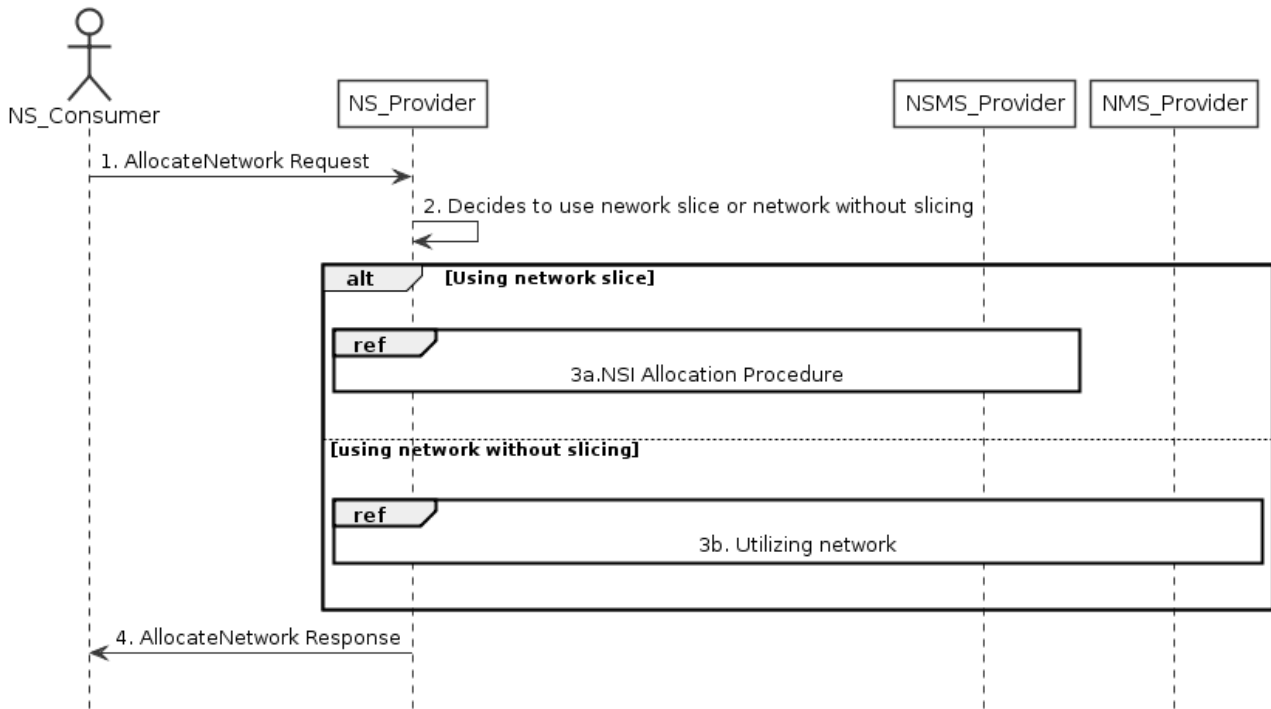 NS_Consumer
NS_Provider
NSMS_Provider
NMS_Provider
1. AllocateNetwork Request
2. Decides to use nework slice or network without slicing
alt
[Using network slice]
ref
3a.NSI Allocation Procedure
[using network without slicing]
ref
3b. Utilizing network
4. AllocateNetwork Response